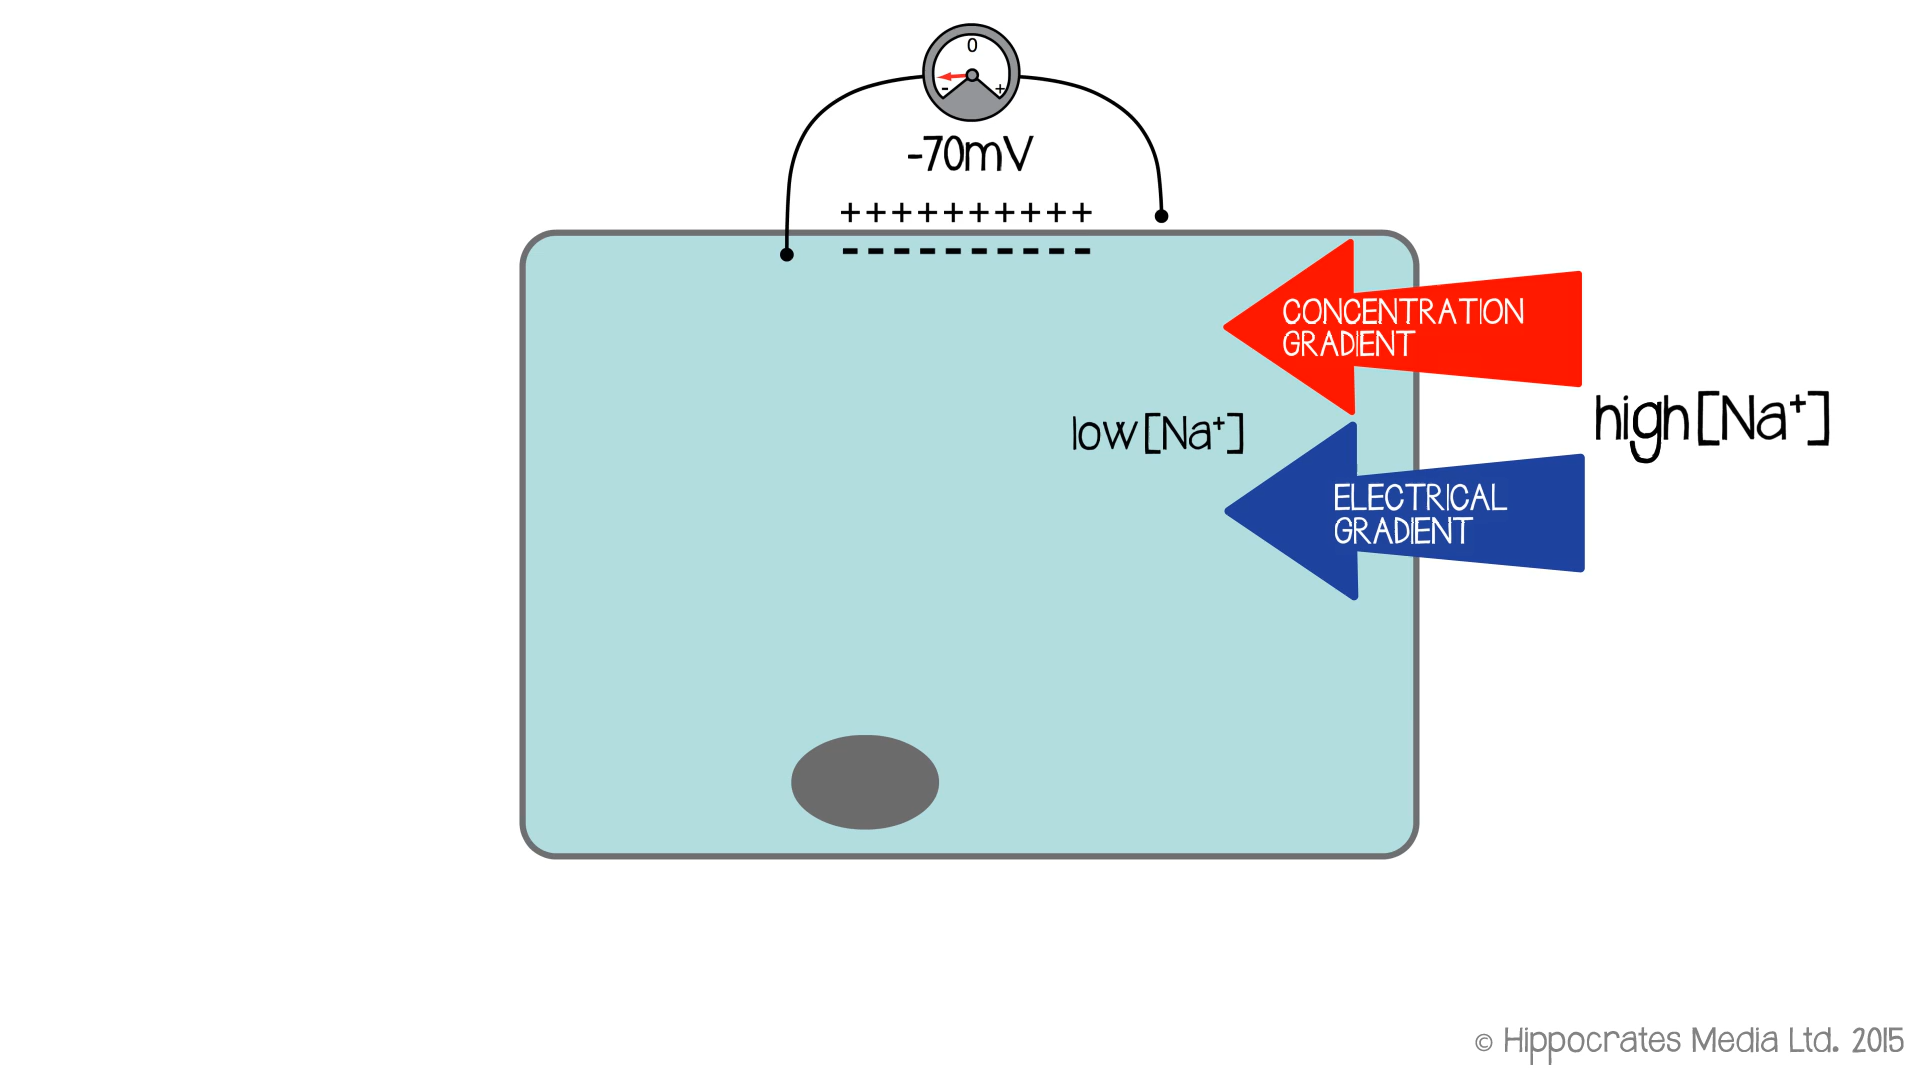 0
- +
-70mV
++++++++++
----------
CONCENTRATION
GRADIENT
high[Na⁺]
low[Na⁺]
ELECTRICAL
GRADIENT
© Hippocrates Media Ltd. 2015